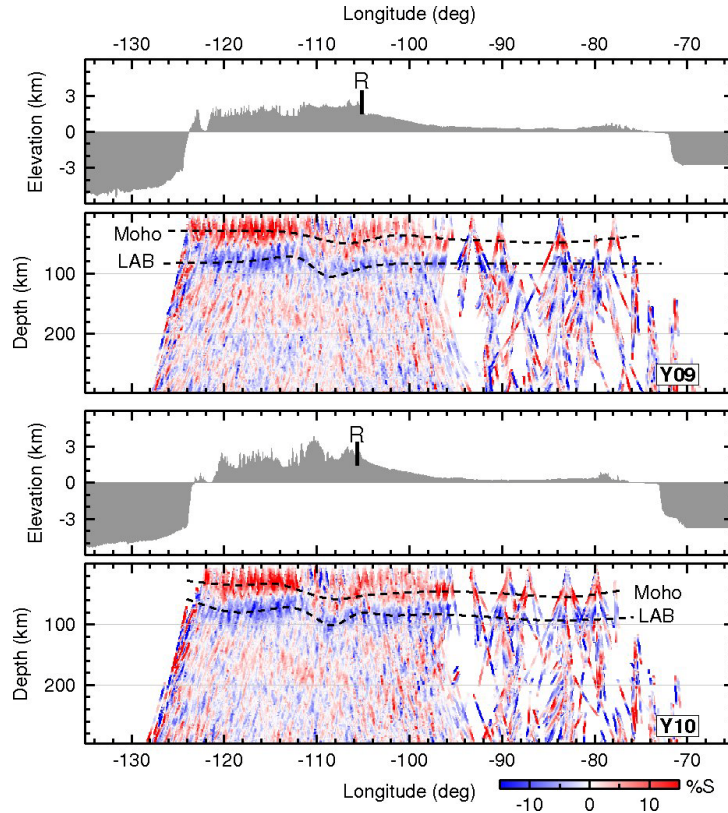 Longitude (deg)
-130 -120 -110 -100 -90 -80 -70
R
3
0
-3
Elevation (km)
Moho
LAB
100
200
Depth (km)
Y09
R
3
0
-3
Elevation (km)
Moho
LAB
100
200
Depth (km)
Y10
-130 -120 -110 -100 -90 -80 -70
Longitude (deg)
-10 0 10
%S